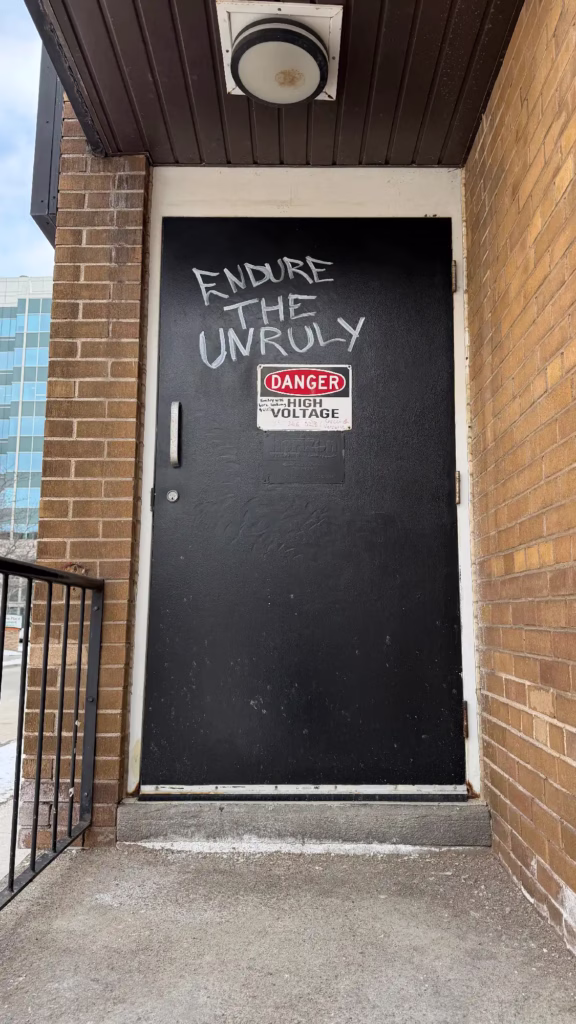 ENDURE
THE
UNRULY
DANGER
HIGH
VOLTAGE